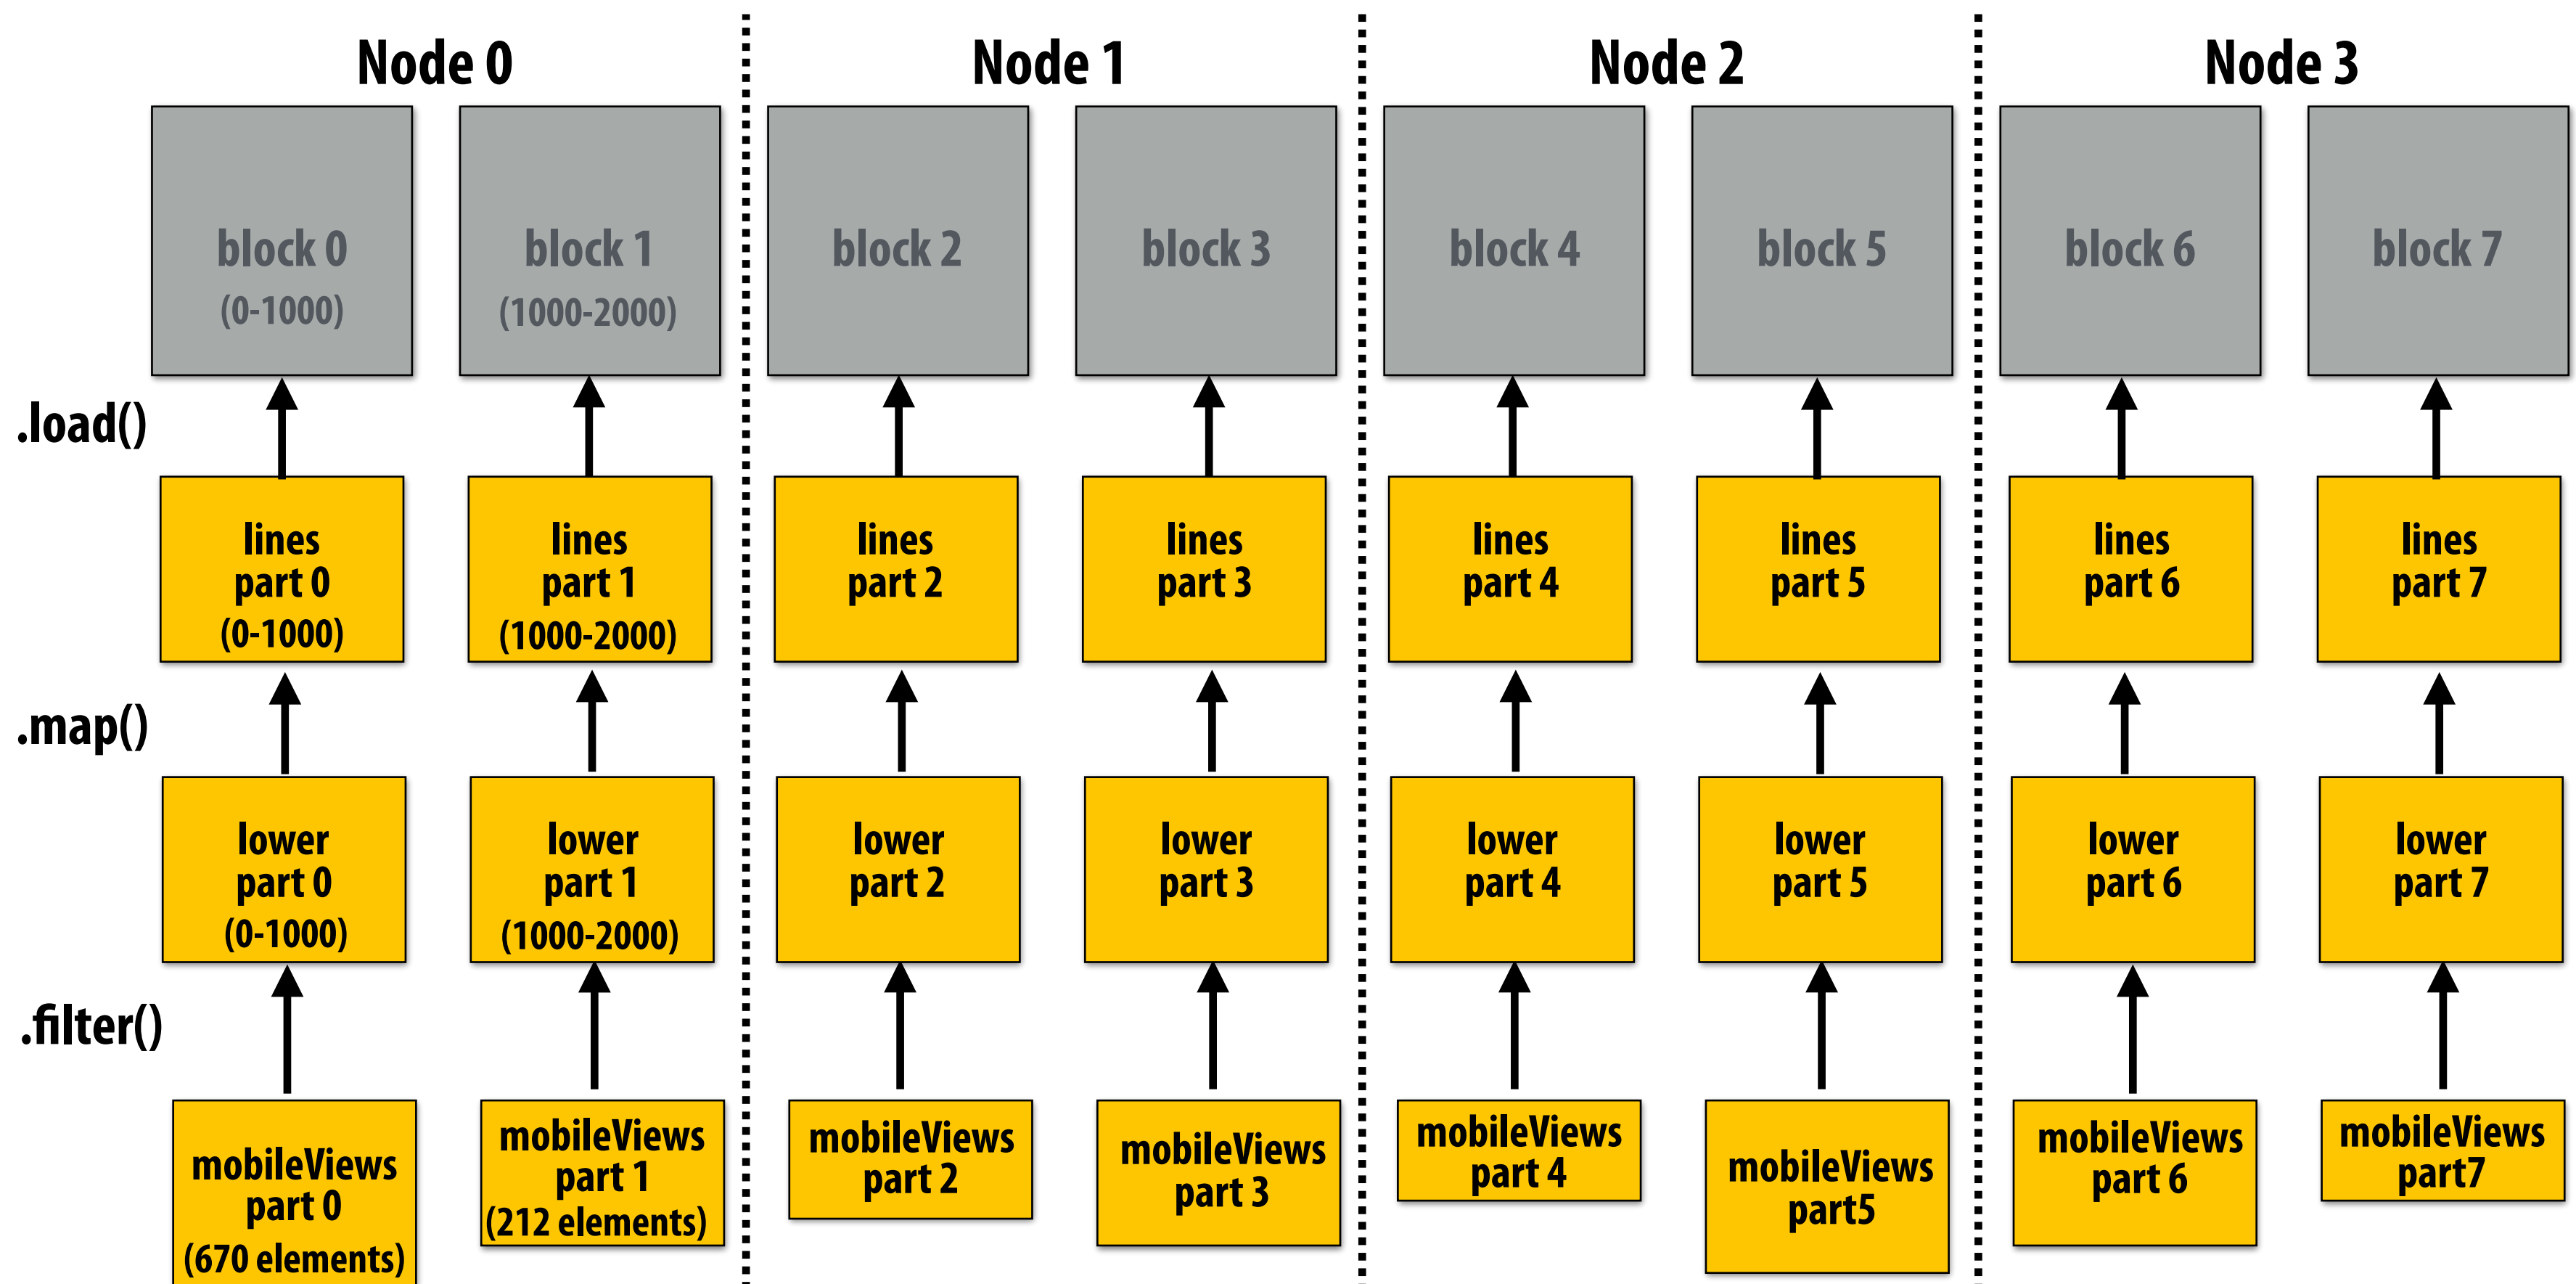 Node 0
Node 1
Node 2
Node 3
block 0
(0-1000)
block 1
(1000-2000)
block 2
block 3
block 4
block 5
block 6
block 7
.load()
lines
part 0
(0-1000)
lines
part 1
(1000-2000)
lines
part 2
lines
part 3
lines
part 4
lines
part 5
lines
part 6
lines
part 7
.map()
lower
part 0
(0-1000)
lower
part 1
(1000-2000)
lower
part 2
lower
part 3
lower
part 4
lower
part 5
lower
part 6
lower
part 7
.filter()
mobileViews
part 0
(670 elements)
mobileViews
part 1
(212 elements)
mobileViews
part 2
mobileViews
part 3
mobileViews
part 4
mobileViews
part5
mobileViews
part 6
mobileViews
part7